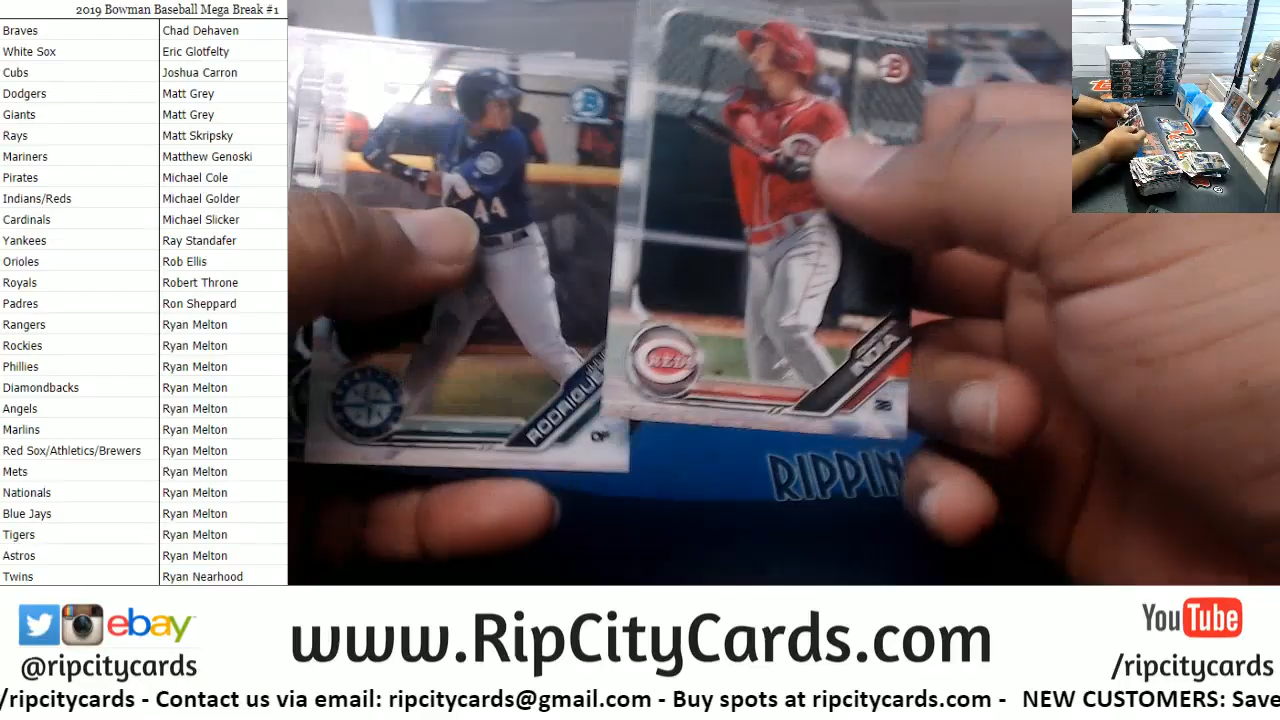 2019 Bowman Baseball Mega Break #1
Braves Chad Dehaven
White Sox Eric Glotfelty
Cubs Joshua Carron
Dodgers Matt Grey
Giants Matt Grey
Rays Matt Skripsky
Mariners Matthew Genoski
Pirates Michael Cole
Indians/Reds Michael Golder
Cardinals Michael Slicker
Yankees Ray Standafer
Orioles Rob Ellis
Royals Robert Throne
Padres Ron Sheppard
Rangers Ryan Melton
Rockies Ryan Melton
Phillies Ryan Melton
Diamondbacks Ryan Melton
Angels Ryan Melton
Marlins Ryan Melton
Red Sox/Athletics/Brewers Ryan Melton
Mets Ryan Melton
Nationals Ryan Melton
Blue Jays Ryan Melton
Tigers Ryan Melton
Astros Ryan Melton
Twins Ryan Nearhood
44
REDS
OF
RIPPIN
ebay
@ripcitycards
www.RipCityCards.com
YouTube
/ripcitycards
/ripcitycards - Contact us via email: ripcitycards@gmail.com - Buy spots at ripcitycards.com - NEW CUSTOMERS: Save